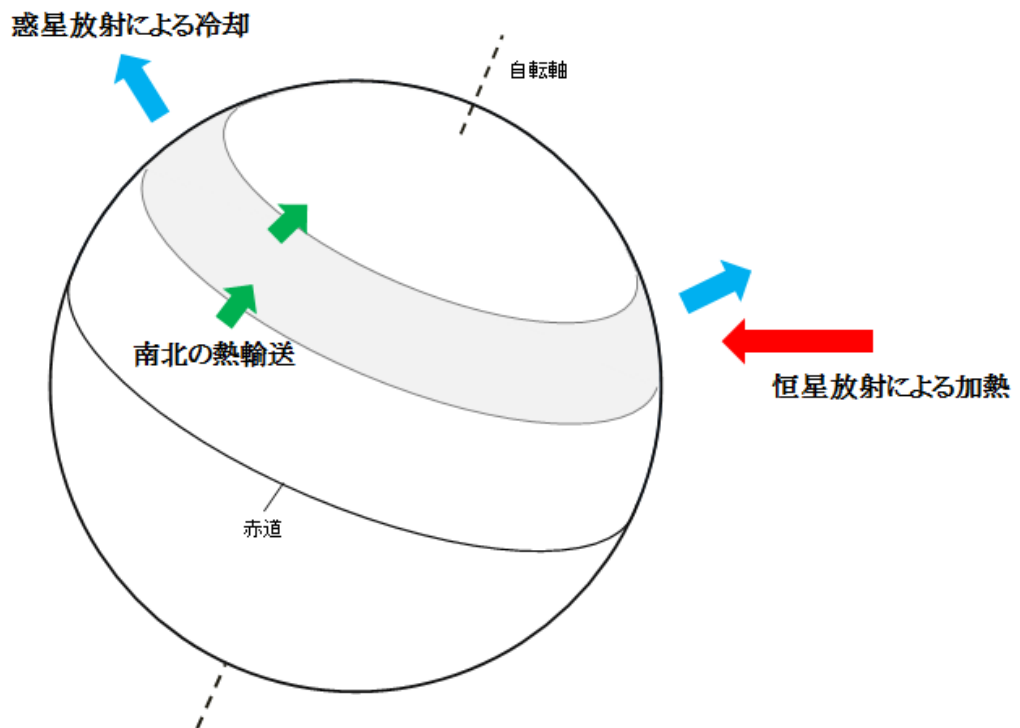 惑星放射による冷却
自転軸
南北の熱輸送
恒星放射による加熱
赤道